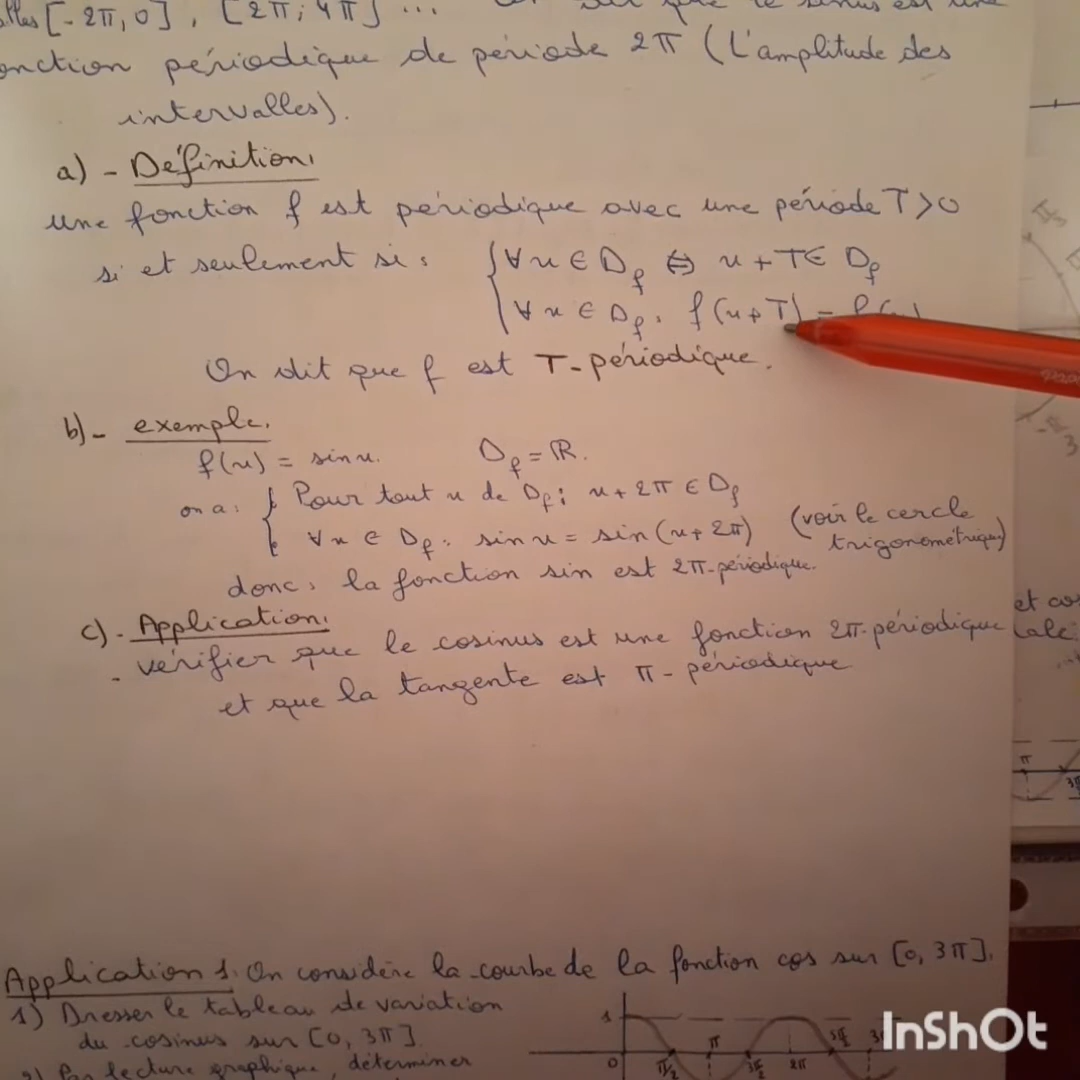 [-2π, 0], [2π; 4π] ...
périodique de période 2π (L'amplitude des
intervalles).
a) - Définition.
une fonction f est périodique avec une période T > 0
si et seulement si: { ∀x ∈ Df ⇔ x + T ∈ Df
∀x ∈ Df, f(x+T) =
On dit que f est T-périodique.
b) - exemple.
f(x) = sin x. Df = ℝ.
on a: { Pour tout x de Df; x + 2π ∈ Df
∀x ∈ Df: sin x = sin(x + 2π) (voir le cercle
trigonométrique)
donc, la fonction sin est 2π-périodique.
c) - Application.
- vérifier que le cosinus est une fonction 2π-périodique
et que la tangente est π-périodique
Application 1. On considère la courbe de la fonction cos sur [0, 3π].
1) Dresser le tableau de variation
du cosinus sur [0, 3π].
2) Par lecture graphique, déterminer
1
0 π/2 π 3π/2 2π 5π/2
π/3
π
InShOt